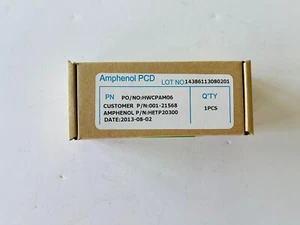 Amphenol PCD LOT NO:14386113080201
PN PO/NO:HWCPAM06 Q'TY
CUSTOMER P/N:001-21568 1PCS
AMPHENOL P/N:HETP20300
DATE:2013-08-02